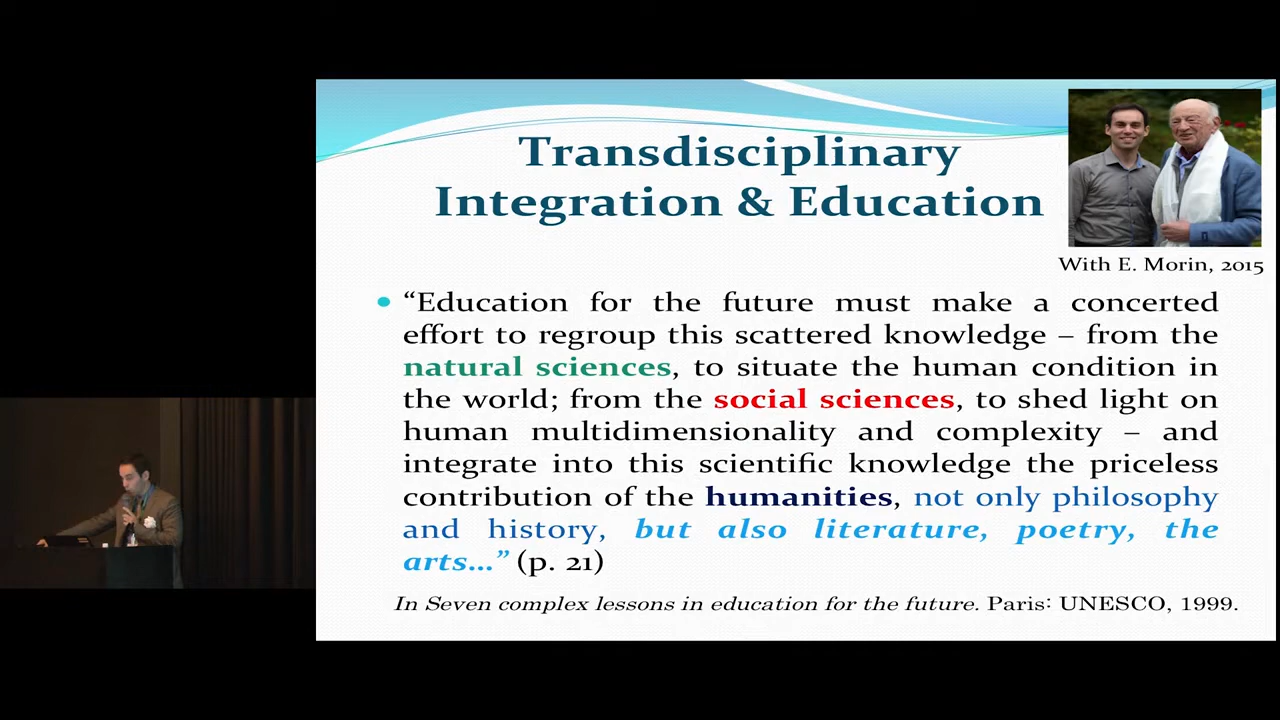 Transdisciplinary
Integration & Education
With E. Morin, 2015
“Education for the future must make a concerted
effort to regroup this scattered knowledge – from the
natural sciences, to situate the human condition in
the world; from the social sciences, to shed light on
human multidimensionality and complexity – and
integrate into this scientific knowledge the priceless
contribution of the humanities, not only philosophy
and history, but also literature, poetry, the
arts...” (p. 21)
In Seven complex lessons in education for the future. Paris: UNESCO, 1999.